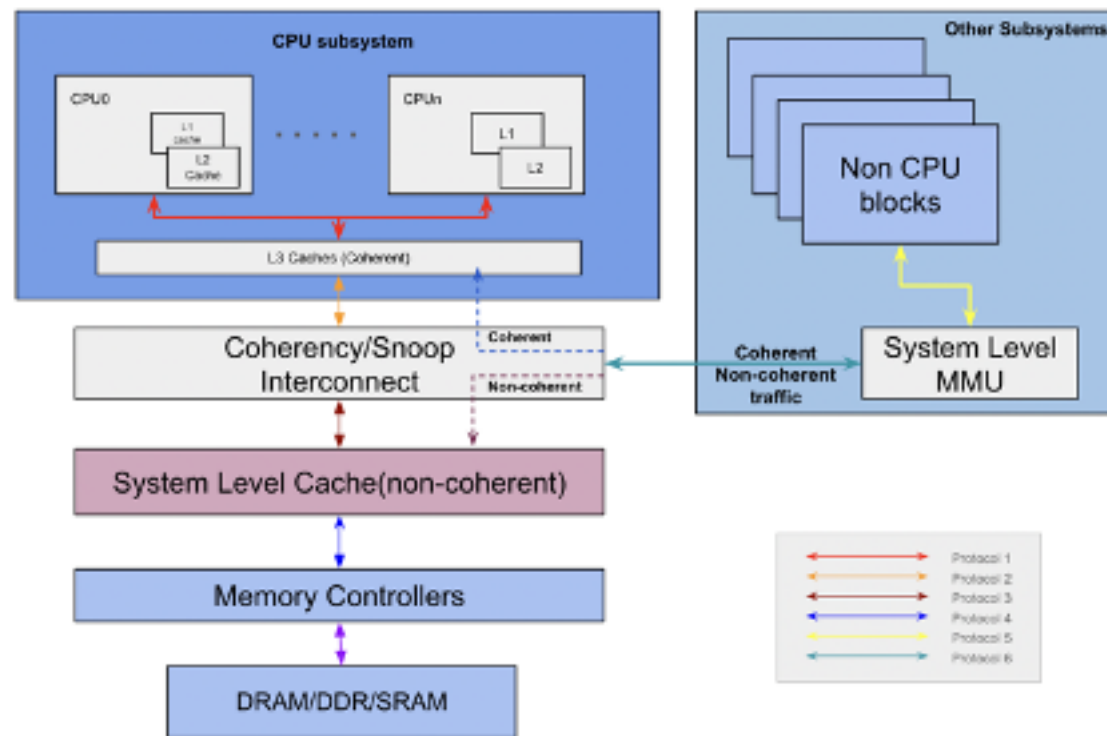 CPU subsystem
Other Subsystems
CPU0
L1
cache
L2
Cache
CPUn
L1
L2
Non CPU
blocks
L3 Caches (Coherent)
Coherency/Snoop
Interconnect
Coherent
Non-coherent
Coherent
Non-coherent
traffic
System Level
MMU
System Level Cache(non-coherent)
Memory Controllers
DRAM/DDR/SRAM
Protocol 1
Protocol 2
Protocol 3
Protocol 4
Protocol 5
Protocol 6